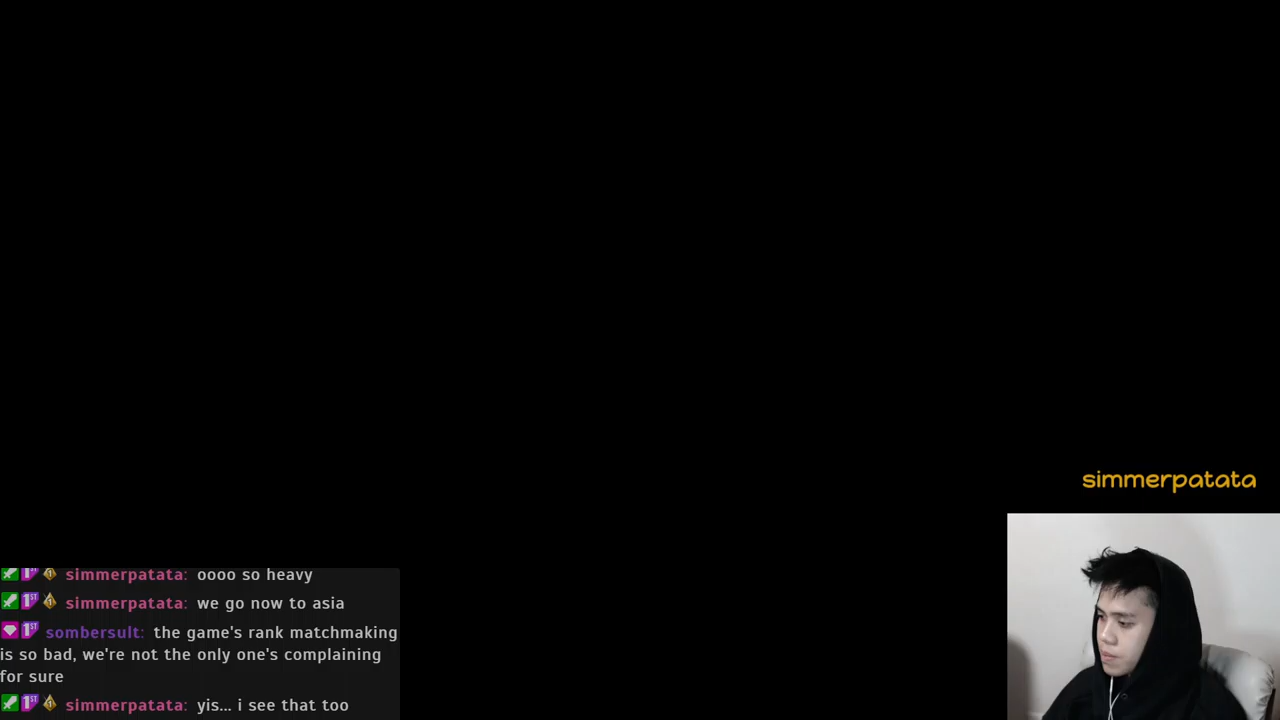 simmerpatata
simmerpatata: oooo so heavy
simmerpatata: we go now to asia
sombersult: the game's rank matchmaking
is so bad, we're not the only one's complaining
for sure
simmerpatata: yis... i see that too